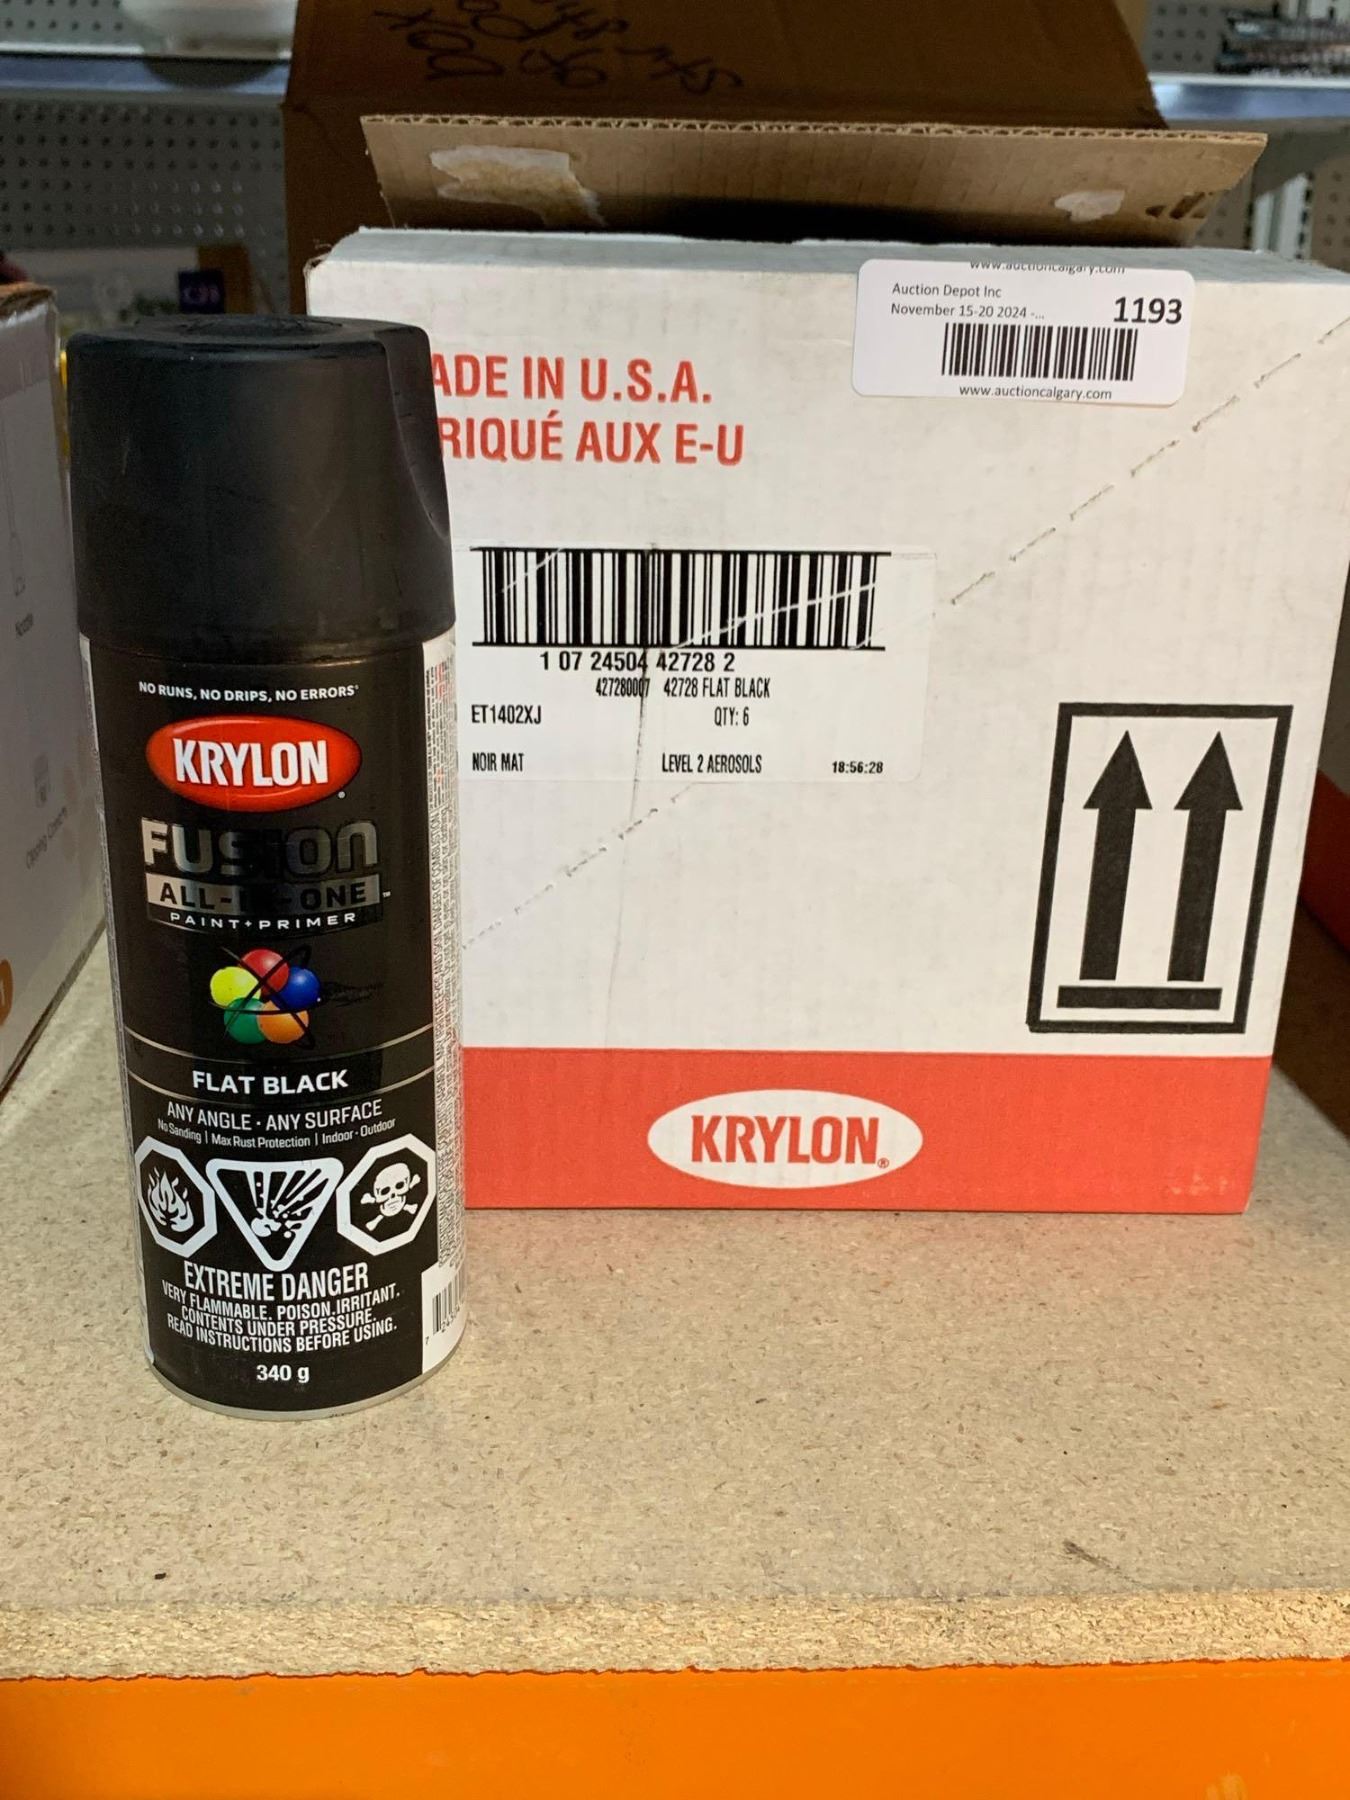 BOX
www.auctioncalgary.com
Auction Depot Inc
November 15-20 2024 -...
1193
www.auctioncalgary.com
ADE IN U.S.A.
RIQUÉ AUX E-U
1 07 24504 42728 2
427280007 42728 FLAT BLACK
ET1402XJ QTY: 6
NOIR MAT LEVEL 2 AEROSOLS 18:56:28
KRYLON®
NO RUNS, NO DRIPS, NO ERRORS
KRYLON
FUSION
ALL-IN-ONE™
PAINT+PRIMER
FLAT BLACK
ANY ANGLE · ANY SURFACE
No Sanding | Max Rust Protection | Indoor · Outdoor
EXTREME DANGER
VERY FLAMMABLE. POISON. IRRITANT.
CONTENTS UNDER PRESSURE.
READ INSTRUCTIONS BEFORE USING.
340 g